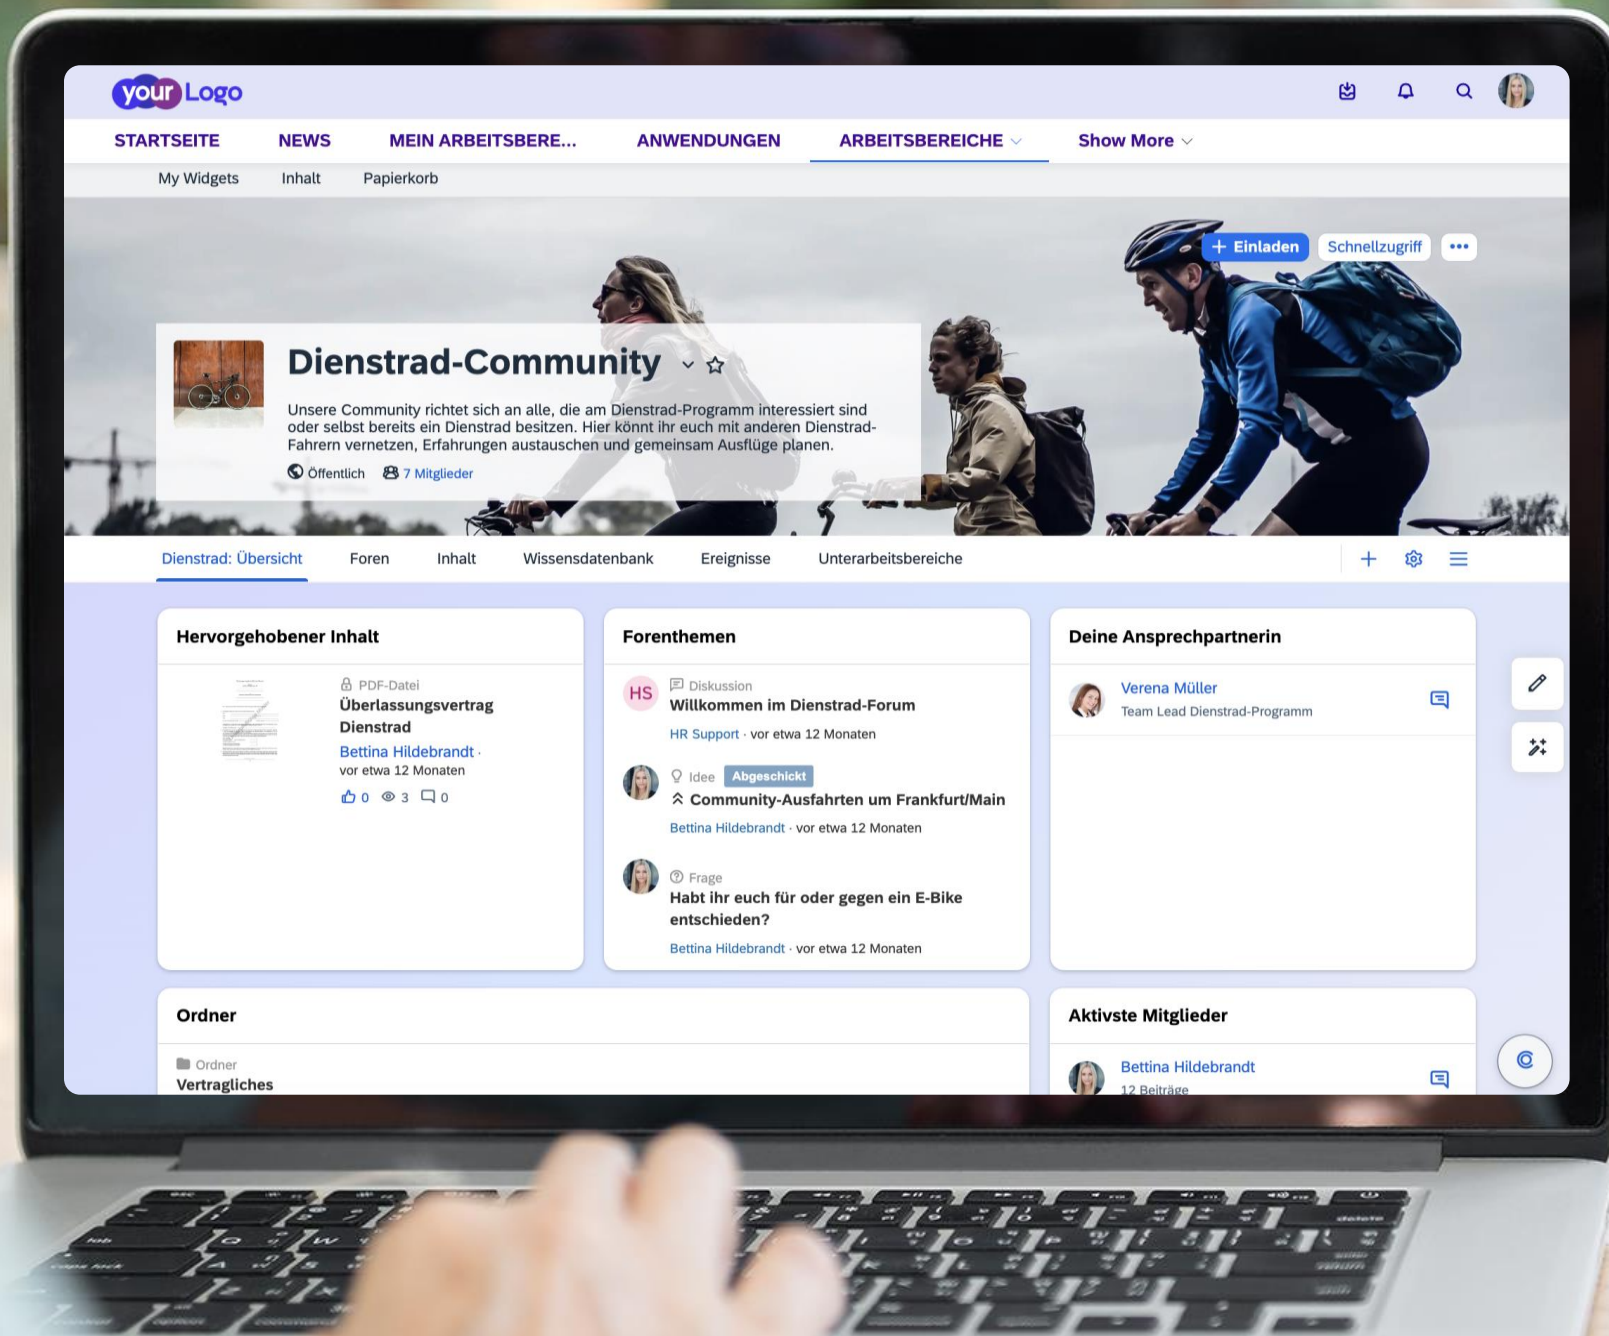 your Logo
STARTSEITE NEWS MEIN ARBEITSBERE... ANWENDUNGEN ARBEITSBEREICHE Show More
My Widgets Inhalt Papierkorb
+ Einladen Schnellzugriff •••
Dienstrad-Community
Unsere Community richtet sich an alle, die am Dienstrad-Programm interessiert sind
oder selbst bereits ein Dienstrad besitzen. Hier könnt ihr euch mit anderen Dienstrad-
Fahrern vernetzen, Erfahrungen austauschen und gemeinsam Ausflüge planen.
Öffentlich 7 Mitglieder
Dienstrad: Übersicht Foren Inhalt Wissensdatenbank Ereignisse Unterarbeitsbereiche
Hervorgehobener Inhalt
PDF-Datei
Überlassungsvertrag
Dienstrad
Bettina Hildebrandt ·
vor etwa 12 Monaten
0 3 0
Forenthemen
HS
Diskussion
Willkommen im Dienstrad-Forum
HR Support · vor etwa 12 Monaten
Idee Abgeschickt
Community-Ausfahrten um Frankfurt/Main
Bettina Hildebrandt · vor etwa 12 Monaten
Frage
Habt ihr euch für oder gegen ein E-Bike
entschieden?
Bettina Hildebrandt · vor etwa 12 Monaten
Deine Ansprechpartnerin
Verena Müller
Team Lead Dienstrad-Programm
Ordner
Ordner
Vertragliches
Aktivste Mitglieder
Bettina Hildebrandt
12 Beiträge
esc
delete
tab
Q W
caps lock A S